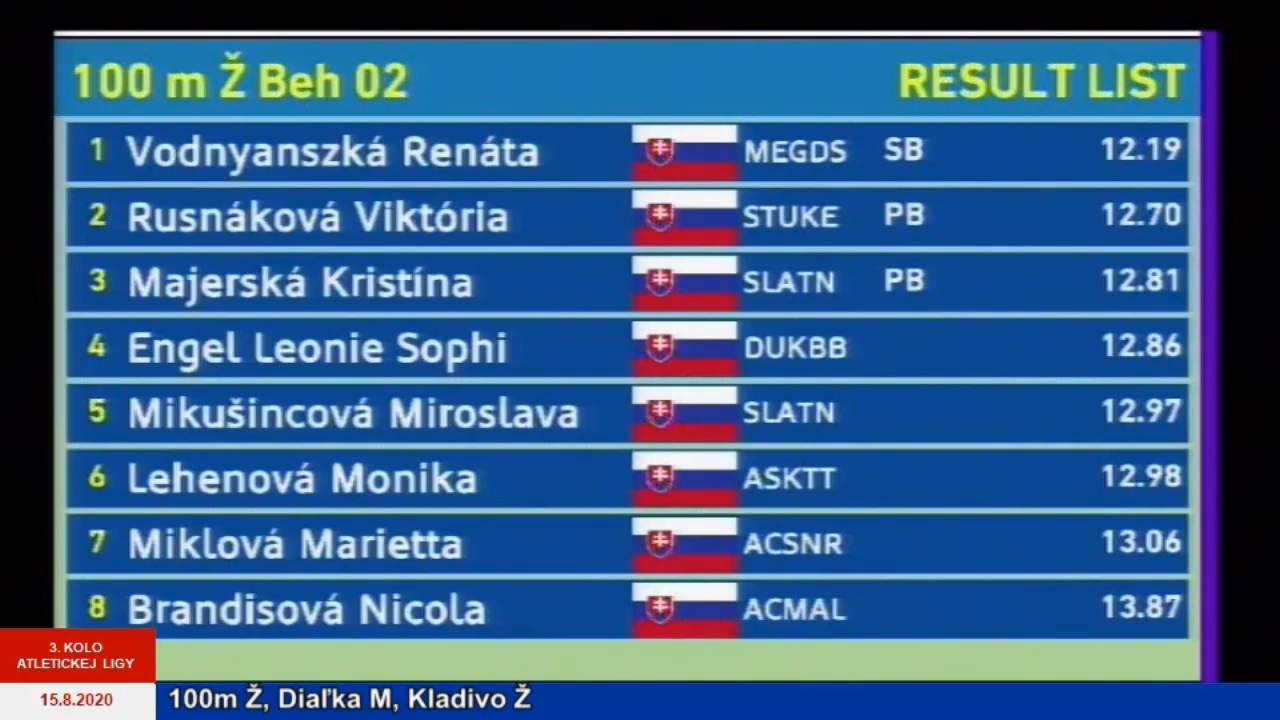 100 m Ž Beh 02 RESULT LIST
1 Vodnyanszká Renáta MEGDS SB 12.19
2 Rusnáková Viktória STUKE PB 12.70
3 Majerská Kristína SLATN PB 12.81
4 Engel Leonie Sophi DUKBB 12.86
5 Mikušincová Miroslava SLATN 12.97
6 Lehenová Monika ASKTT 12.98
7 Miklová Marietta ACSNR 13.06
8 Brandisová Nicola ACMAL 13.87
3. KOLO
ATLETICKEJ LIGY
15.8.2020
100m Ž, Diaľka M, Kladivo Ž